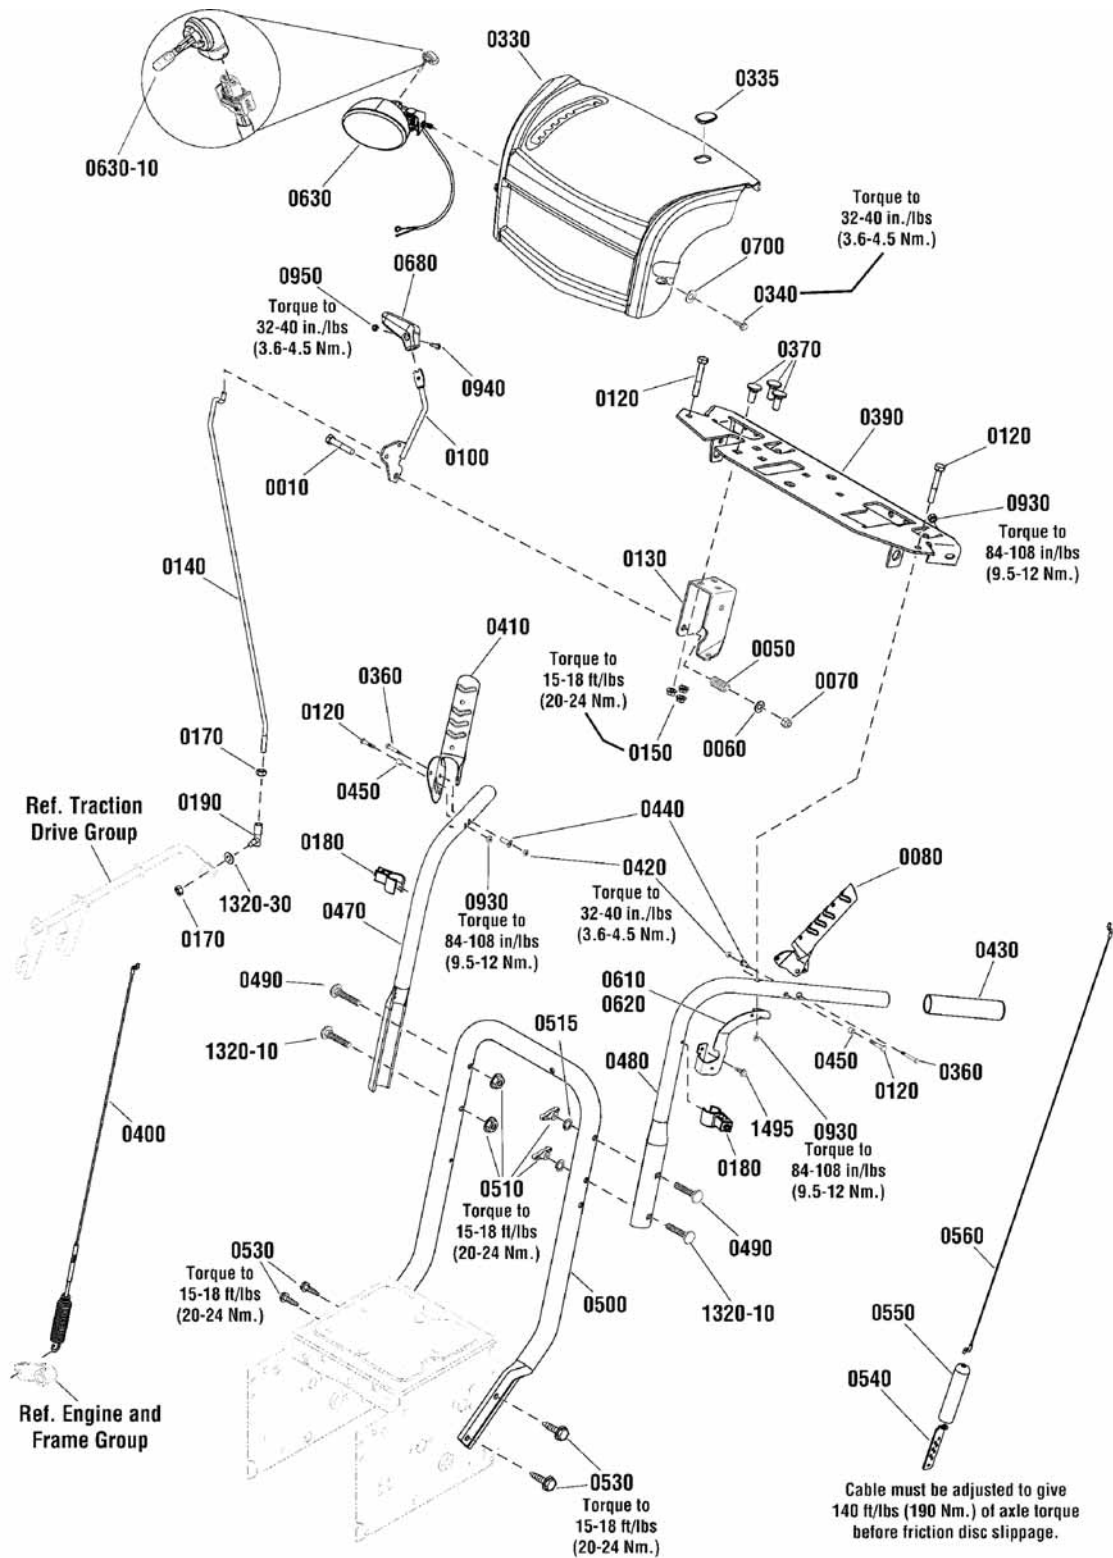 0330
0335
0630-10
0630
Torque to
32-40 in./lbs
(3.6-4.5 Nm.)
0700
0340
0680
0950
Torque to
32-40 in./lbs
(3.6-4.5 Nm.)
0940
0370
0120
0390
0100
0120
0010
0930
Torque to
84-108 in/lbs
(9.5-12 Nm.)
0130
0140
0410
0050
Torque to
15-18 ft/lbs
(20-24 Nm.)
0360
0070
0120
0170
0150
0060
0450
Ref. Traction
Drive Group
0190
0440
0180
0420
Torque to
32-40 in./lbs
(3.6-4.5 Nm.)
0080
1320-30
0470
0930
Torque to
84-108 in/lbs
(9.5-12 Nm.)
0170
0430
0490
0610
0620
0515
1320-10
0480
0450
0360
0120
0400
1495
0930
Torque to
84-108 in/lbs
(9.5-12 Nm.)
0180
0510
Torque to
15-18 ft/lbs
(20-24 Nm.)
0490
0560
0530
Torque to
15-18 ft/lbs
(20-24 Nm.)
0500
1320-10
0550
0540
Ref. Engine and
Frame Group
0530
Torque to
15-18 ft/lbs
(20-24 Nm.)
Cable must be adjusted to give
140 ft/lbs (190 Nm.) of axle torque
before friction disc slippage.